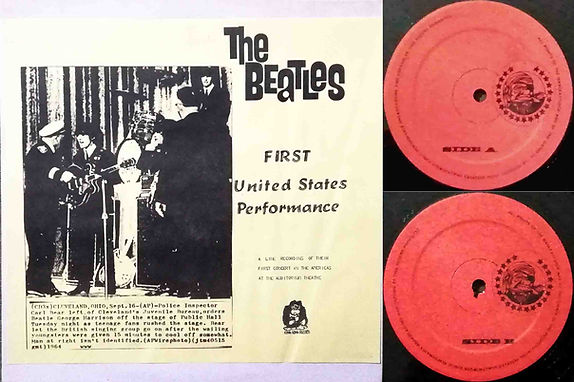 The
BEATLES
FIRST
United States
Performance
A LIVE RECORDING OF THEIR
FIRST CONCERT IN THE AMERICAS
AT THE AUDITORIUM THEATRE
CLEVELAND, OHIO, Sept.16-(AP)-Police Inspector
Carl Bear left, of Cleveland's Juvenile Bureau, orders
Beatle George Harrison off the stage of Public Hall
Tuesday night as teenage fans rushed the stage. Bear
let the British singing group go on after the wailing
youngsters were given 15 minutes to cool off somewhat.
Man at right isn't identified.(APWirephoto)
1964
SIDE A
SIDE